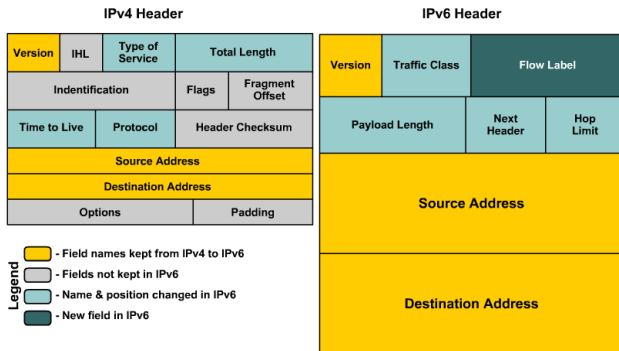 IPv4 Header
IPv6 Header
Version
IHL
Type of
Service
Total Length
Indentification
Flags
Fragment
Offset
Time to Live
Protocol
Header Checksum
Source Address
Destination Address
Options
Padding
Version
Traffic Class
Flow Label
Payload Length
Next
Header
Hop
Limit
Source Address
Destination Address
Legend
- Field names kept from IPv4 to IPv6
- Fields not kept in IPv6
- Name & position changed in IPv6
- New field in IPv6